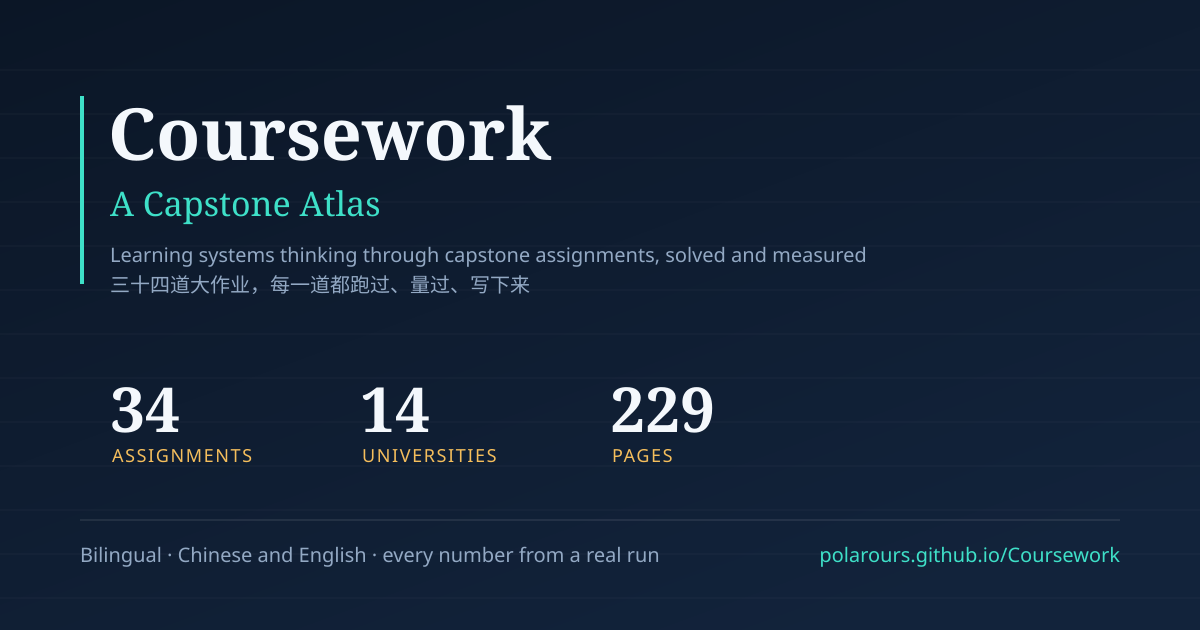 Coursework
A Capstone Atlas
Learning systems thinking through capstone assignments, solved and measured
三十四道大作业，每一道都跑过、量过、写下来
34 14 229
ASSIGNMENTS UNIVERSITIES PAGES
Bilingual · Chinese and English · every number from a real run
polarours.github.io/Coursework